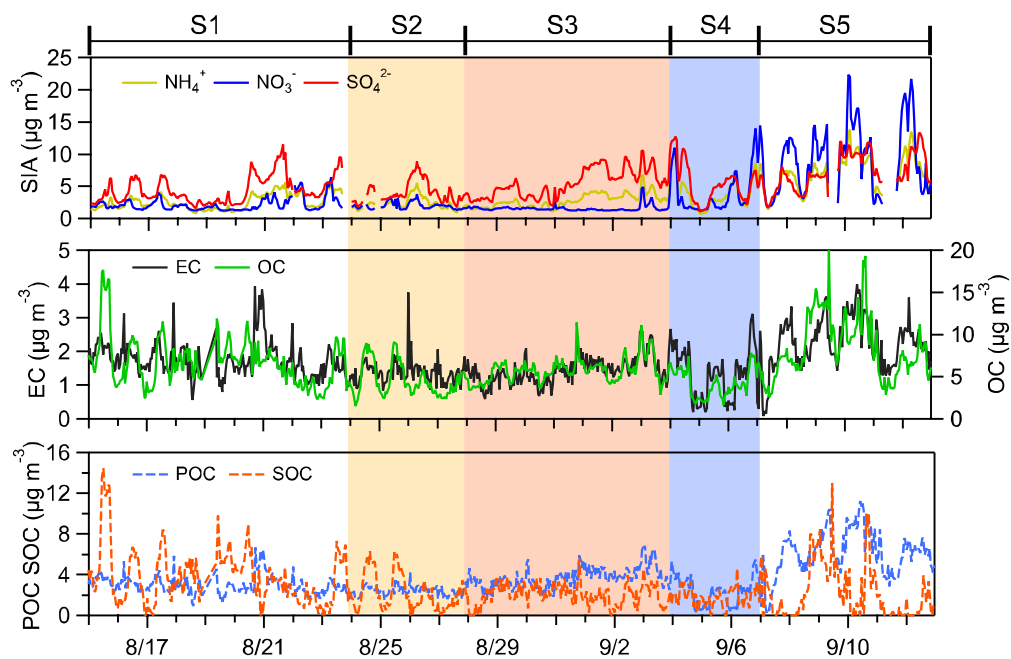 S1 S2 S3 S4 S5
SIA (µg m⁻³)
25
20
15
10
5
0
NH₄⁺ NO₃⁻ SO₄²⁻
EC (µg m⁻³)
5
4
3
2
1
0
EC OC
20
15
10
5
0
OC (µg m⁻³)
POC SOC (µg m⁻³)
16
12
8
4
0
POC SOC
8/17 8/21 8/25 8/29 9/2 9/6 9/10